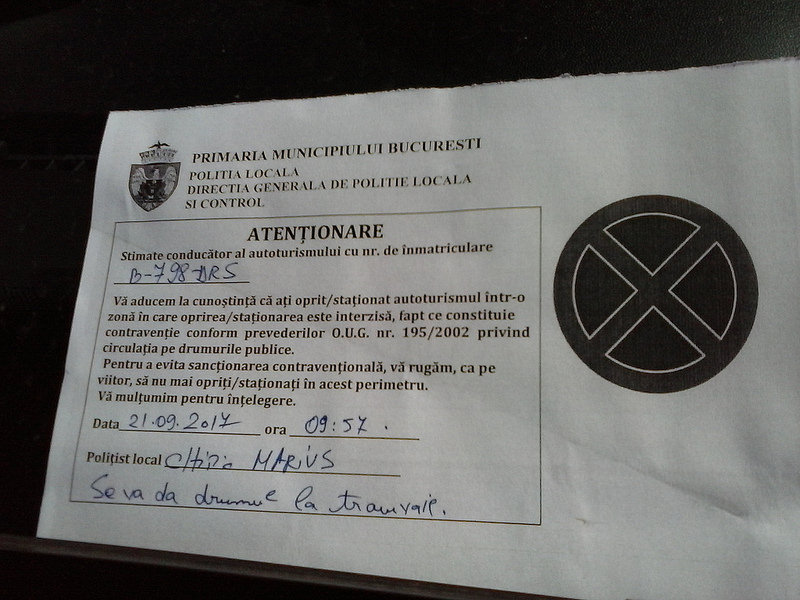 PRIMARIA MUNICIPIULUI BUCURESTI
POLITIA LOCALA
DIRECTIA GENERALA DE POLITIE LOCALA
SI CONTROL
ATENȚIONARE
Stimate conducător al autoturismului cu nr. de înmatriculare
B-798-DRS
Vă aducem la cunoștință că ați oprit/staționat autoturismul într-o
zonă în care oprirea/staționarea este interzisă, fapt ce constituie
contravenție conform prevederilor O.U.G. nr. 195/2002 privind
circulația pe drumurile publice.
Pentru a evita sancționarea contravențională, vă rugăm, ca pe
viitor, să nu mai opriți/staționați în acest perimetru.
Vă mulțumim pentru înțelegere.
Data 21.09.2017 ora 09:57.
Polițist local MARIUS
Se va da drumul la tramvaie.